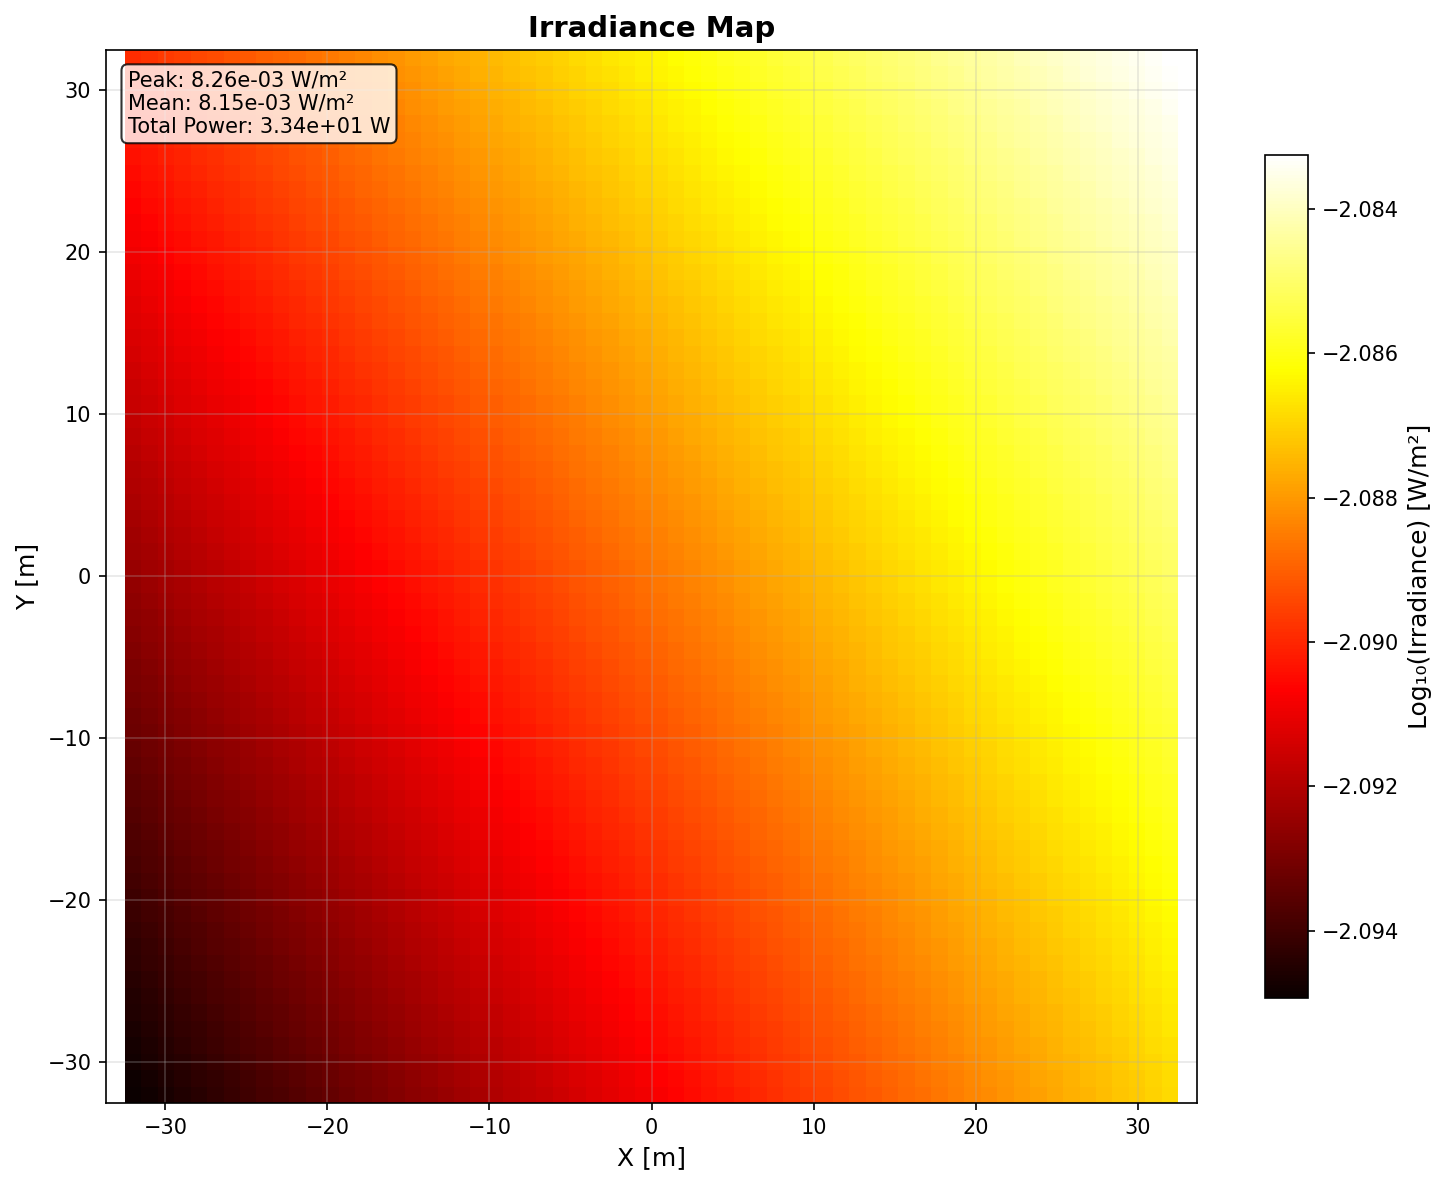 Irradiance Map
Peak: 8.26e-03 W/m²
Mean: 8.15e-03 W/m²
Total Power: 3.34e+01 W
30
20
10
0
−10
−20
−30
Y [m]
−30
−20
−10
0
10
20
30
X [m]
−2.084
−2.086
−2.088
−2.090
−2.092
−2.094
Log₁₀(Irradiance) [W/m²]